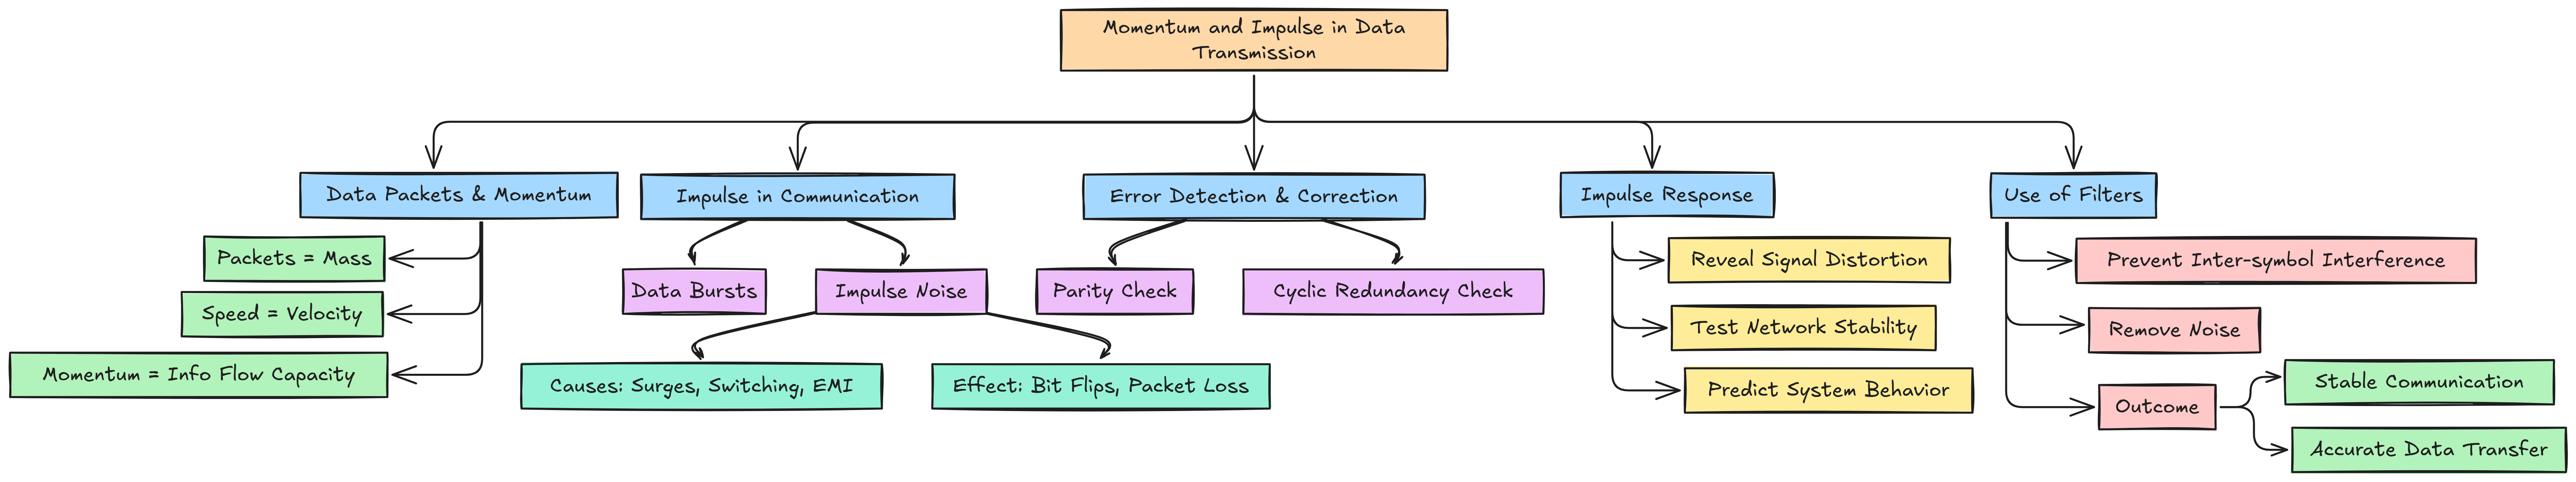 Momentum and Impulse in Data
Transmission
Data Packets & Momentum
Impulse in Communication
Error Detection & Correction
Impulse Response
Use of Filters
Packets = Mass
Speed = Velocity
Momentum = Info Flow Capacity
Data Bursts
Impulse Noise
Causes: Surges, Switching, EMI
Effect: Bit Flips, Packet Loss
Parity Check
Cyclic Redundancy Check
Reveal Signal Distortion
Test Network Stability
Predict System Behavior
Prevent Inter-symbol Interference
Remove Noise
Outcome
Stable Communication
Accurate Data Transfer